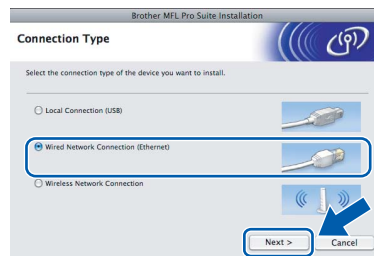 Brother MFL Pro Suite Installation
Connection Type
Select the connection type of the device you want to install.
Local Connection (USB)
Wired Network Connection (Ethernet)
Wireless Network Connection
Next >
Cancel